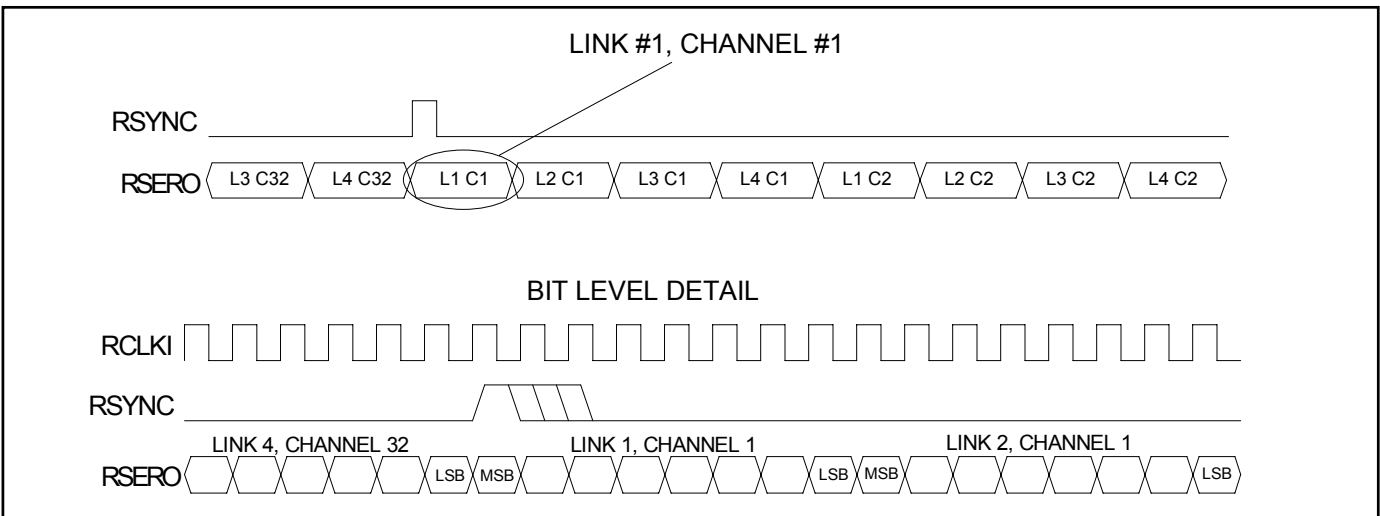 LINK #1, CHANNEL #1
RSYNC
RSERO L3 C32 L4 C32 L1 C1 L2 C1 L3 C1 L4 C1 L1 C2 L2 C2 L3 C2 L4 C2
BIT LEVEL DETAIL
RCLKI
RSYNC
LINK 4, CHANNEL 32 LINK 1, CHANNEL 1 LINK 2, CHANNEL 1
RSERO LSB MSB LSB MSB LSB